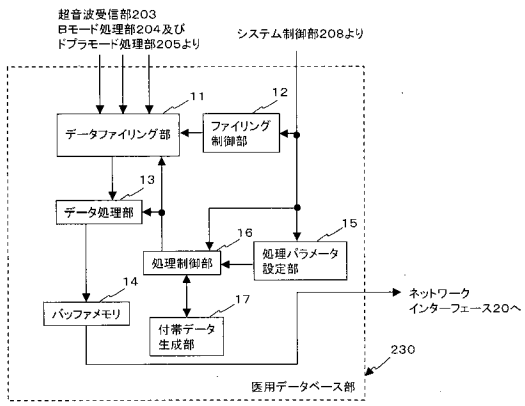 超音波受信部203
Bモード処理部204及び
ドプラモード処理部205より
システム制御部208より
11
データファイリング部
12
ファイリング
制御部
13
データ処理部
16
処理制御部
15
処理パラメータ
設定部
14
バッファメモリ
17
付帯データ
生成部
ネットワーク
インターフェース20へ
230
医用データベース部